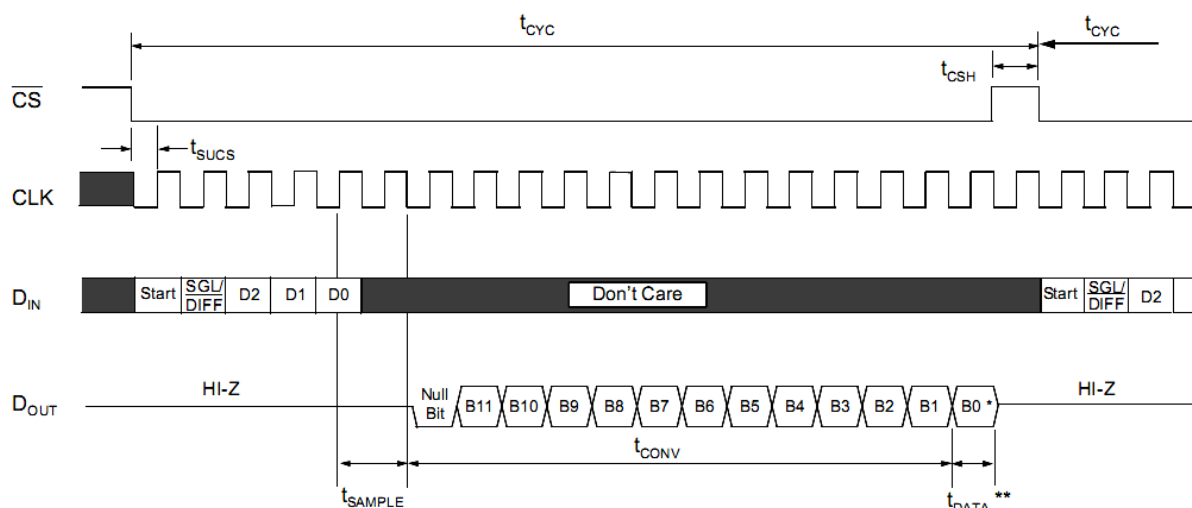 tCYC tCYC
tCSH
CS
tSUCS
CLK
DIN Start SGL/DIFF D2 D1 D0 Don't Care Start SGL/DIFF D2
HI-Z HI-Z
DOUT Null Bit B11 B10 B9 B8 B7 B6 B5 B4 B3 B2 B1 B0 *
tCONV
tSAMPLE tDATA **